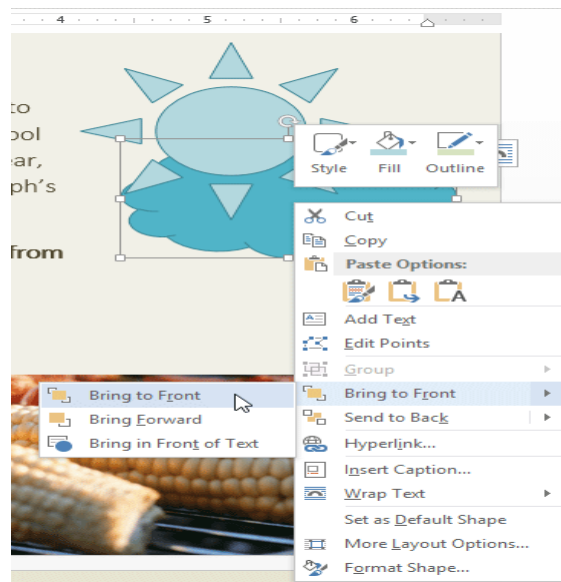 4 5 6
to
ool
ear,
ph's
from
Style Fill Outline
Cut
Copy
Paste Options:
Add Text
Edit Points
Group
Bring to Front
Send to Back
Hyperlink...
Insert Caption...
Wrap Text
Set as Default Shape
More Layout Options...
Format Shape...
Bring to Front
Bring Forward
Bring in Front of Text